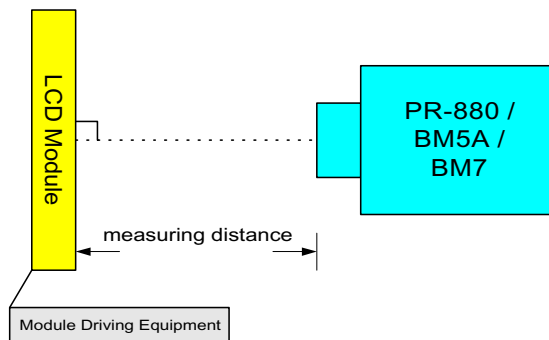 LCD Module
PR-880 /
BM5A /
BM7
measuring distance
Module Driving Equipment